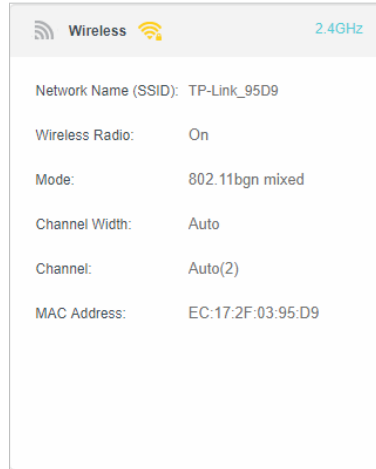 Wireless 2.4GHz
Network Name (SSID): TP-Link_95D9
Wireless Radio: On
Mode: 802.11bgn mixed
Channel Width: Auto
Channel: Auto(2)
MAC Address: EC:17:2F:03:95:D9